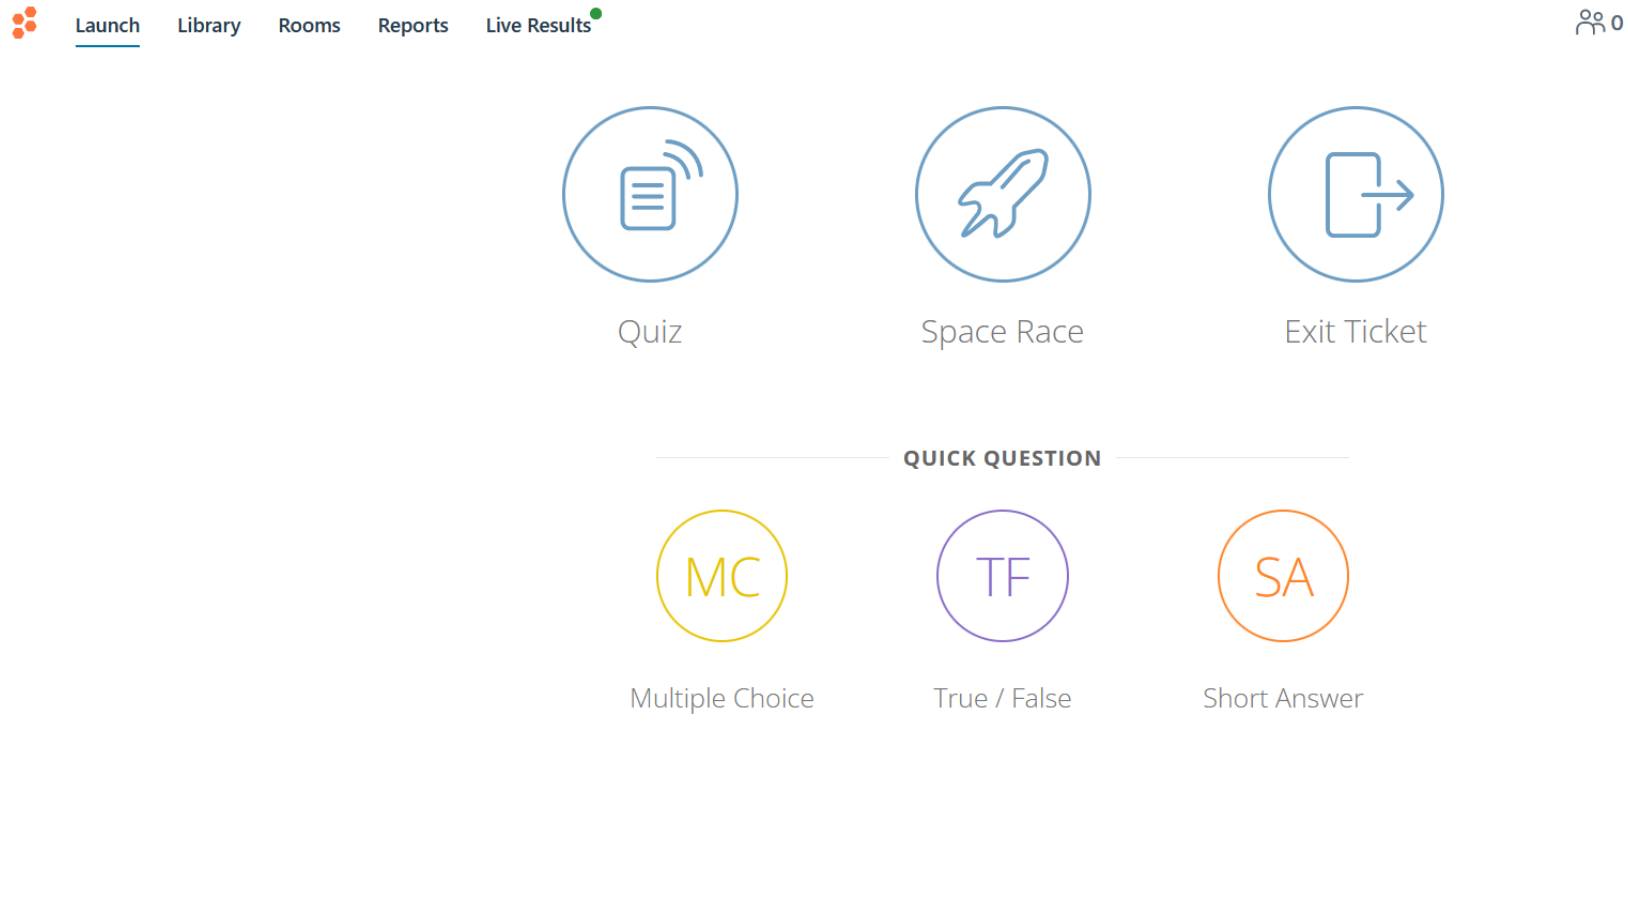 Launch Library Rooms Reports Live Results 0
Quiz Space Race Exit Ticket
QUICK QUESTION
MC TF SA
Multiple Choice True / False Short Answer